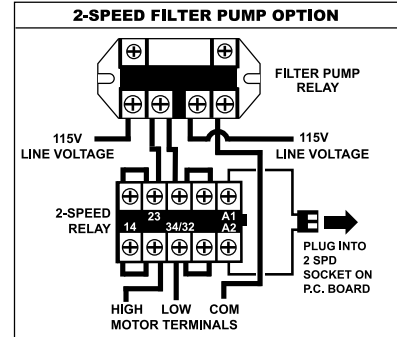 2-SPEED FILTER PUMP OPTION
FILTER PUMP
RELAY
115V
LINE VOLTAGE
115V
LINE VOLTAGE
2-SPEED
RELAY
23
A1
14
34/32
A2
PLUG INTO
2 SPD
SOCKET ON
P.C. BOARD
HIGH LOW COM
MOTOR TERMINALS